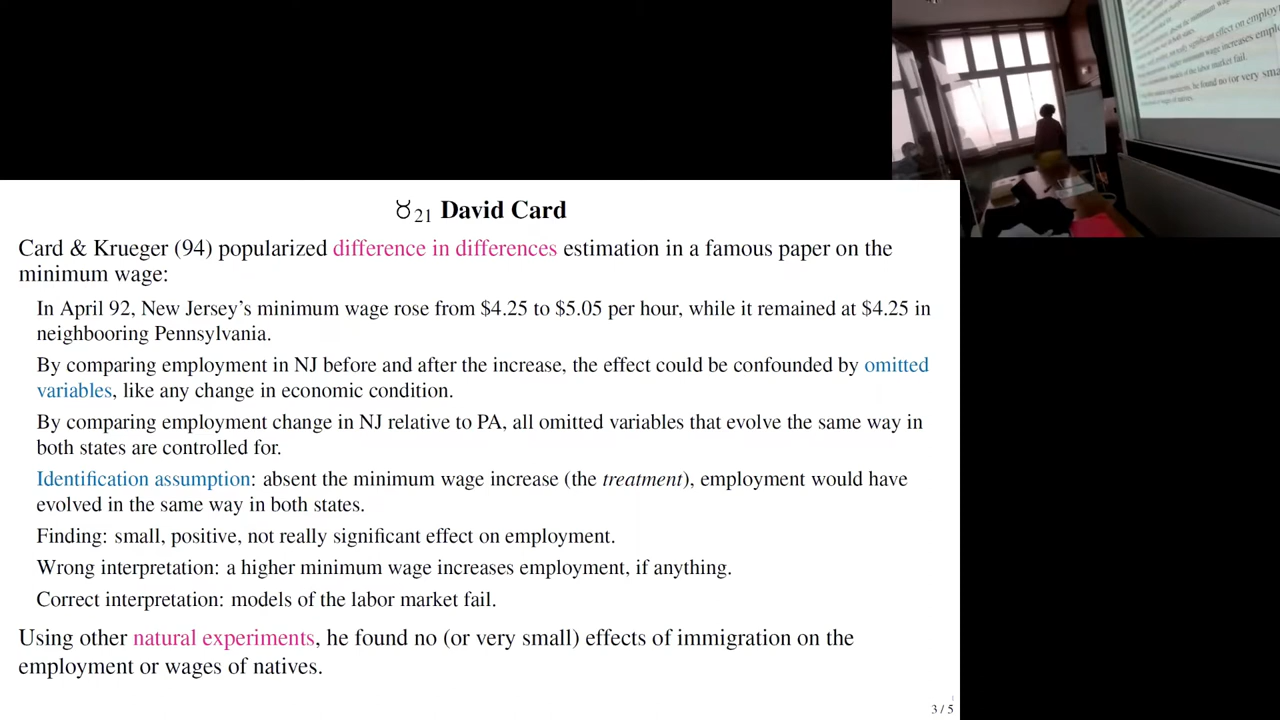 ♉21 David Card
Card & Krueger (94) popularized difference in differences estimation in a famous paper on the
minimum wage:
In April 92, New Jersey's minimum wage rose from $4.25 to $5.05 per hour, while it remained at $4.25 in
neighbooring Pennsylvania.
By comparing employment in NJ before and after the increase, the effect could be confounded by omitted
variables, like any change in economic condition.
By comparing employment change in NJ relative to PA, all omitted variables that evolve the same way in
both states are controlled for.
Identification assumption: absent the minimum wage increase (the treatment), employment would have
evolved in the same way in both states.
Finding: small, positive, not really significant effect on employment.
Wrong interpretation: a higher minimum wage increases employment, if anything.
Correct interpretation: models of the labor market fail.
Using other natural experiments, he found no (or very small) effects of immigration on the
employment or wages of natives.
3 / 5